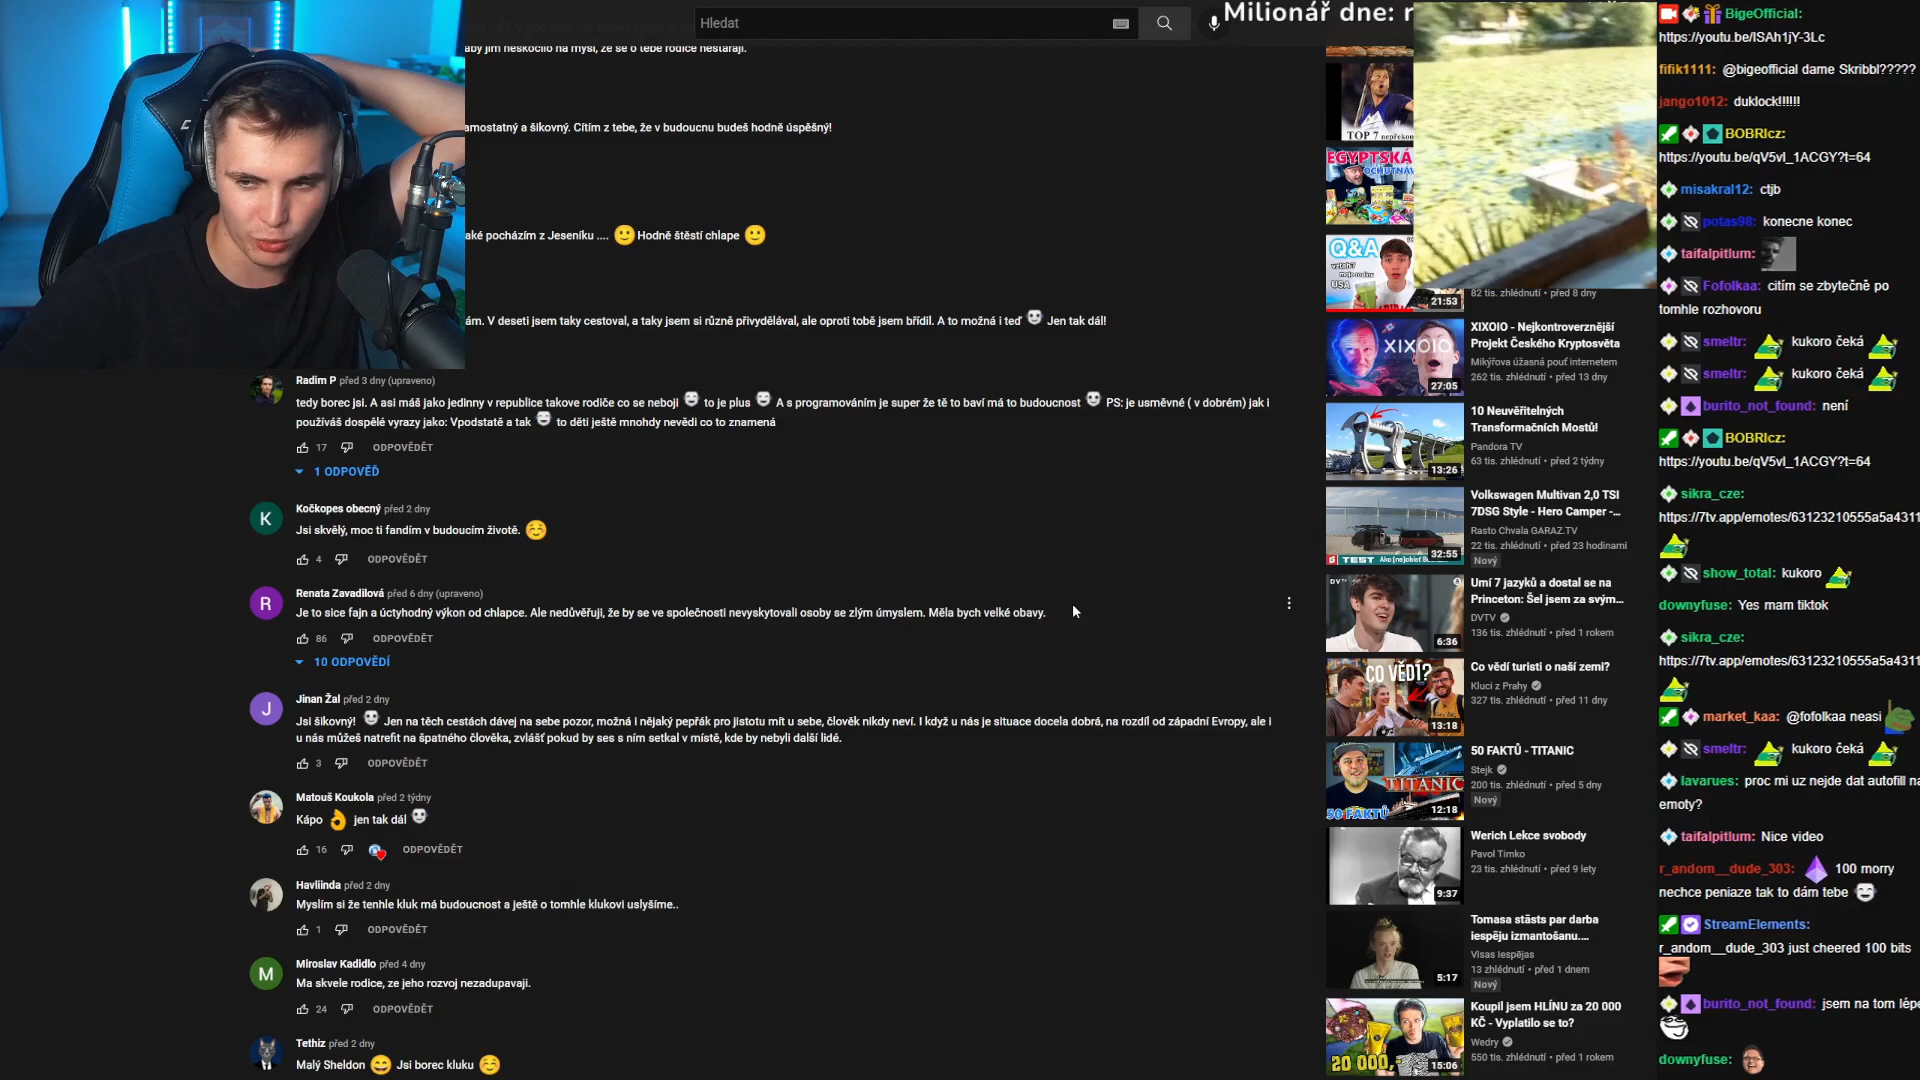 Hledat
Milionář dne: r
aby jim neskočilo na mysl, že se o tebe rodiče nestarají.
amostatný a šikovný. Cítím z tebe, že v budoucnu budeš hodně úspěšný!
aké pocházím z Jeseníku .... 🙂 Hodně štěstí chlape 🙂
ám. V deseti jsem taky cestoval, a taky jsem si různě přivydělával, ale oproti tobě jsem břídil. A to možná i teď Jen tak dál!
Radim P před 3 dny (upraveno)
tedy borec jsi. A asi máš jako jedinny v republice takove rodiče co se neboji to je plus A s programováním je super že tě to baví má to budoucnost PS: je usměvné ( v dobrém) jak i
používáš dospělé vyrazy jako: Vpodstatě a tak to děti ještě mnohdy nevědi co to znamená
17 ODPOVĚDĚT
1 ODPOVĚĎ
K
Kočkopes obecný před 2 dny
Jsi skvělý, moc ti fandím v budoucím životě. ☺️
4 ODPOVĚDĚT
R
Renata Zavadilová před 6 dny (upraveno)
Je to sice fajn a úctyhodný výkon od chlapce. Ale nedůvěřuji, že by se ve společnosti nevyskytovali osoby se zlým úmyslem. Měla bych velké obavy.
86 ODPOVĚDĚT
10 ODPOVĚDÍ
J
Jinan Žal před 2 dny
Jsi šikovný! Jen na těch cestách dávej na sebe pozor, možná i nějaký pepřák pro jistotu mít u sebe, člověk nikdy neví. I když u nás je situace docela dobrá, na rozdíl od západní Evropy, ale i
u nás můžeš natrefit na špatného člověka, zvlášť pokud by ses s ním setkal v místě, kde by nebyli další lidé.
3 ODPOVĚDĚT
Matouš Koukola před 2 týdny
Kápo 👌 jen tak dál
16 ODPOVĚDĚT
Havliinda před 2 dny
Myslím si že tenhle kluk má budoucnost a ještě o tomhle klukovi uslyšíme..
1 ODPOVĚDĚT
M
Miroslav Kadidlo před 4 dny
Ma skvele rodice, ze jeho rozvoj nezadupavaji.
24 ODPOVĚDĚT
Tethiz před 2 dny
Malý Sheldon 😄 Jsi borec kluku ☺️
TOP 7 nepřekon
EGYPTSKÁ
OCHUTNÁV
Q&A
vztah?
moje rodina
USA
21:53
82 tis. zhlédnutí • před 8 dny
XIXOIO
27:05
XIXOIO - Nejkontroverznější
Projekt Českého Kryptosvěta
Mikýřova úžasná pouť internetem
262 tis. zhlédnutí • před 13 dny
13:26
10 Neuvěřitelných
Transformačních Mostů!
Pandora TV
63 tis. zhlédnutí • před 2 týdny
TEST
32:55
Volkswagen Multivan 2,0 TSI
7DSG Style - Hero Camper -...
Rasto Chvala GARAZ.TV
22 tis. zhlédnutí • před 23 hodinami
Nový
DVTV
6:36
Umí 7 jazyků a dostal se na
Princeton: Šel jsem za svým...
DVTV
136 tis. zhlédnutí • před 1 rokem
CO VĚDÍ?
13:18
Co vědí turisti o naší zemi?
Kluci z Prahy
327 tis. zhlédnutí • před 11 dny
TITANIC
50 FAKTŮ
12:18
50 FAKTŮ - TITANIC
Stejk
200 tis. zhlédnutí • před 5 dny
Nový
9:37
Werich Lekce svobody
Pavol Timko
23 tis. zhlédnutí • před 9 lety
5:17
Tomasa stāsts par darba
iespēju izmantošanu....
Visas Iespējas
13 zhlédnutí • před 1 dnem
Nový
20 000,-
15:06
Koupil jsem HLÍNU za 20 000
KČ - Vyplatilo se to?
Wedry
550 tis. zhlédnutí • před 1 rokem
BigeOfficial:
https://youtu.be/lSAh1jY-3Lc
fifik1111: @bigeofficial dame Skribbl?????
jango1012: duklock!!!!!!
BOBRIcz:
https://youtu.be/qV5vI_1ACGY?t=64
misakral12: ctjb
potas98: konecne konec
taifalpitlum:
Fofolkaa: citím se zbytečně po
tomhle rozhovoru
smeltr: kukoro čeká
smeltr: kukoro čeká
burito_not_found: není
BOBRIcz:
https://youtu.be/qV5vI_1ACGY?t=64
sikra_cze:
https://7tv.app/emotes/63123210555a5a4311
show_total: kukoro
downyfuse: Yes mam tiktok
sikra_cze:
https://7tv.app/emotes/63123210555a5a4311
market_kaa: @fofolkaa neasi
smeltr: kukoro čeká
lavarues: proc mi uz nejde dat autofill na
emoty?
taifalpitlum: Nice video
r_andom__dude_303: 100 morry
nechce peniaze tak to dám tebe
StreamElements:
r_andom__dude_303 just cheered 100 bits
burito_not_found: jsem na tom lépe
downyfuse: